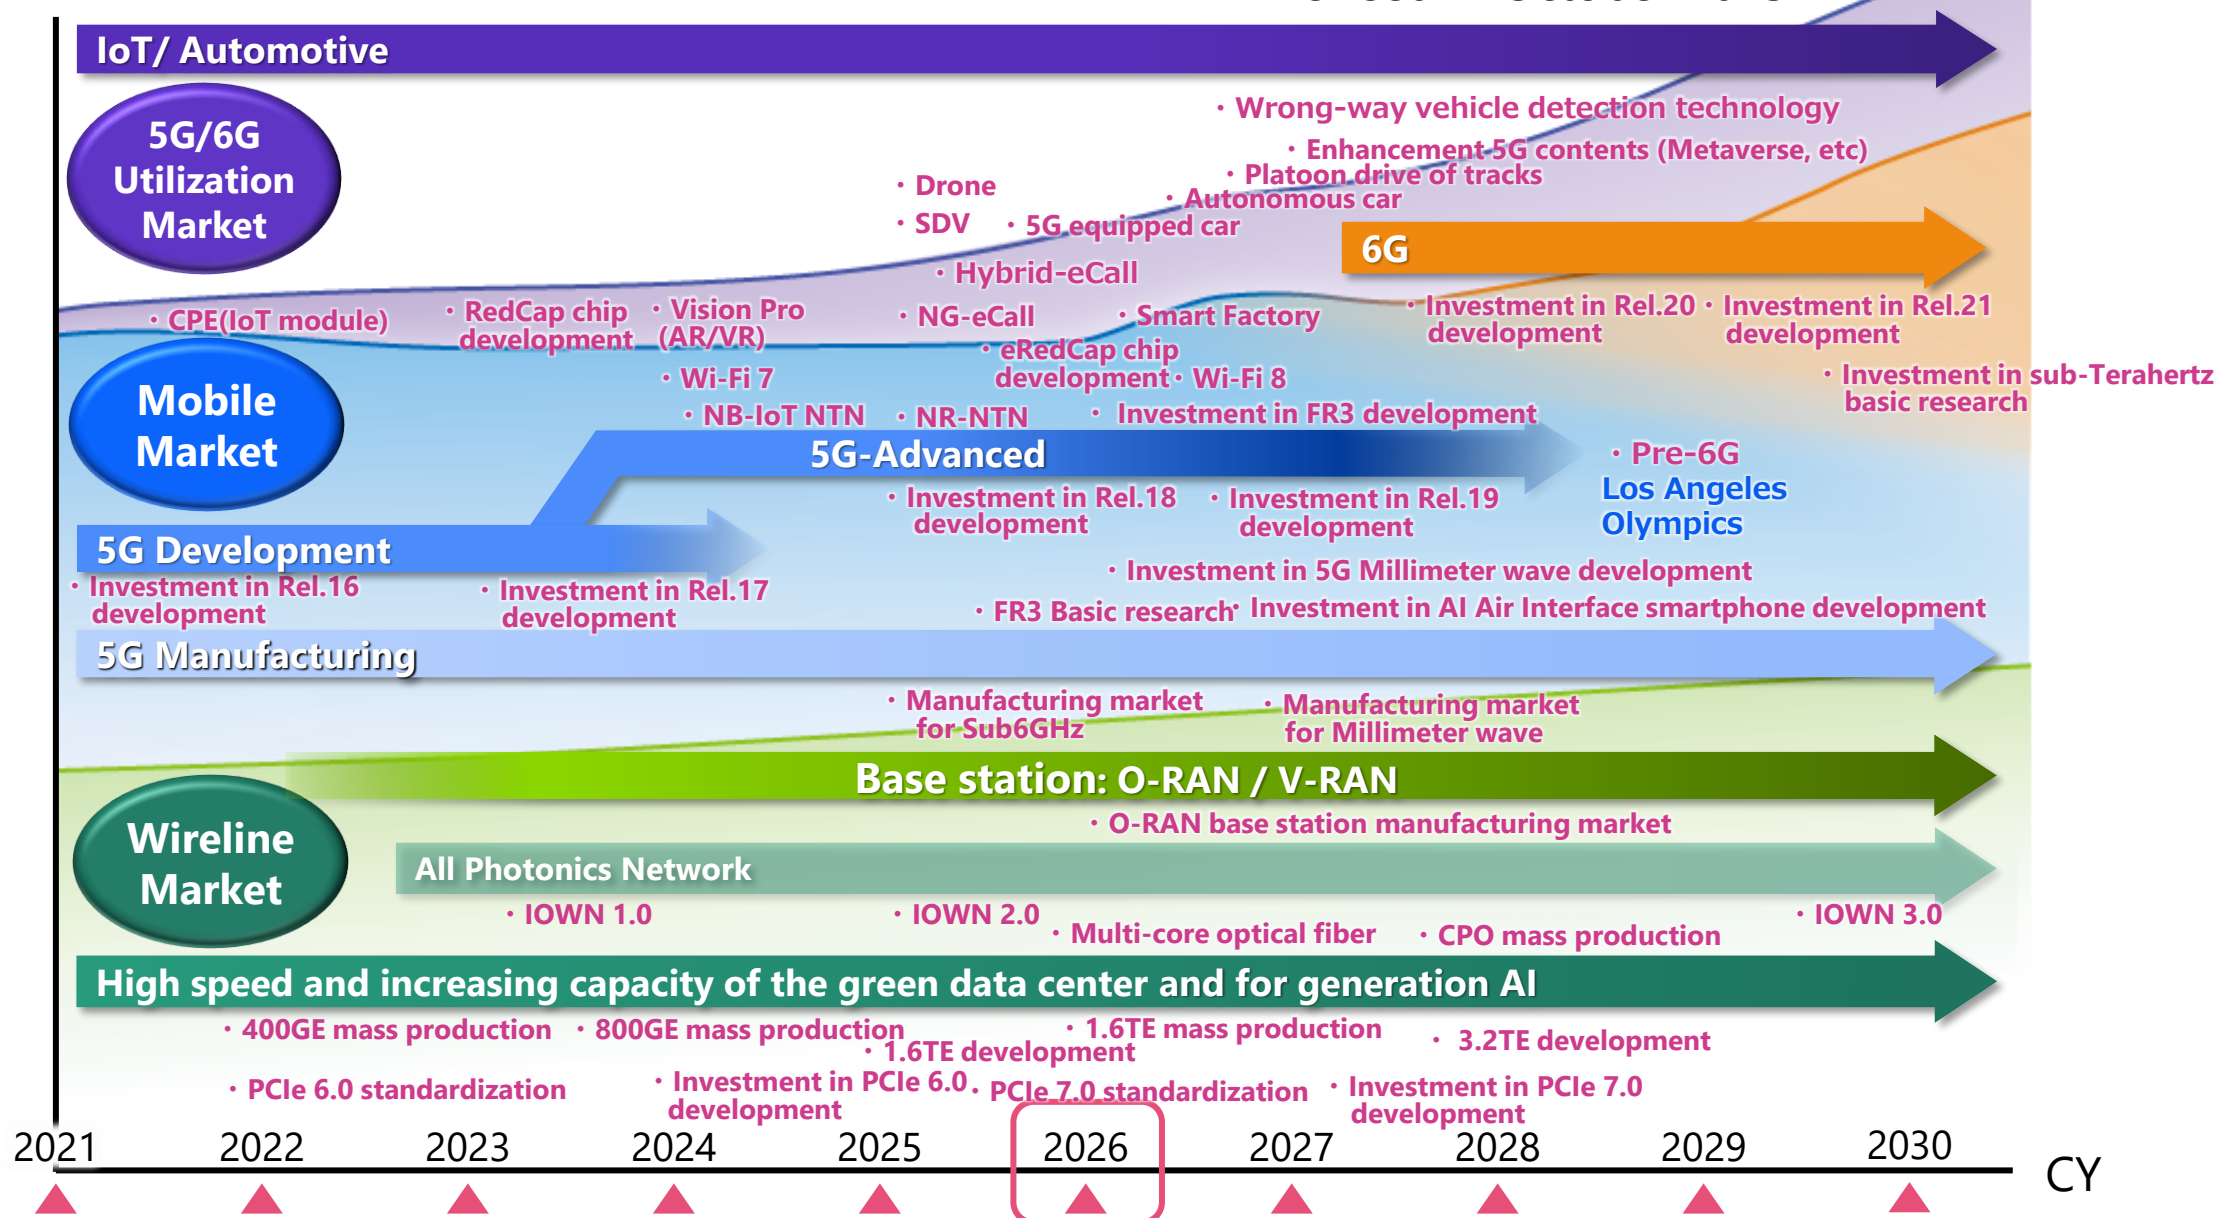 IoT/ Automotive
5G/6G
Utilization
Market
・Wrong-way vehicle detection technology
・Enhancement 5G contents (Metaverse, etc)
・Platoon drive of tracks
・Drone
・Autonomous car
・SDV ・5G equipped car
6G
・Hybrid-eCall
・CPE(IoT module)
・RedCap chip
development
・Vision Pro
(AR/VR)
・NG-eCall
・Smart Factory
・Investment in Rel.20
development
・Investment in Rel.21
development
・eRedCap chip
development
・Wi-Fi 7
・Wi-Fi 8
・Investment in sub-Terahertz
basic research
Mobile
Market
・NB-IoT NTN
・NR-NTN
・Investment in FR3 development
5G-Advanced
・Pre-6G
Los Angeles
Olympics
・Investment in Rel.18
development
・Investment in Rel.19
development
5G Development
・Investment in Rel.16
development
・Investment in Rel.17
development
・Investment in 5G Millimeter wave development
・FR3 Basic research
・Investment in AI Air Interface smartphone development
5G Manufacturing
・Manufacturing market
for Sub6GHz
・Manufacturing market
for Millimeter wave
Base station: O-RAN / V-RAN
・O-RAN base station manufacturing market
Wireline
Market
All Photonics Network
・IOWN 1.0
・IOWN 2.0
・IOWN 3.0
・Multi-core optical fiber
・CPO mass production
High speed and increasing capacity of the green data center and for generation AI
・400GE mass production
・800GE mass production
・1.6TE mass production
・1.6TE development
・3.2TE development
・PCIe 6.0 standardization
・Investment in PCIe 6.0
development
・PCIe 7.0 standardization
・Investment in PCIe 7.0
development
2021 2022 2023 2024 2025 2026 2027 2028 2029 2030
CY